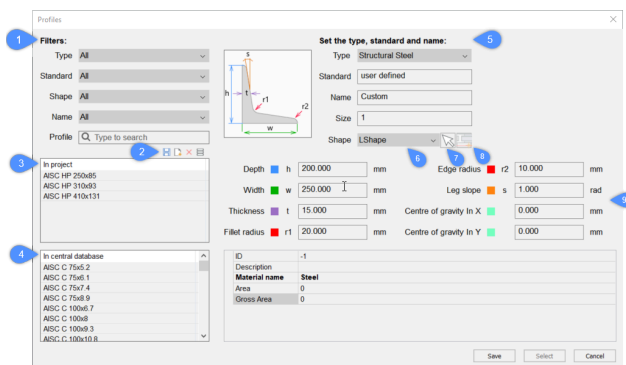 Profiles
1
Filters:
Type All
Standard All
Shape All
Name All
Profile Type to search
2
3
In project
AISC HP 250x85
AISC HP 310x93
AISC HP 410x131
4
In central database
AISC C 75x5.2
AISC C 75x6.1
AISC C 75x7.4
AISC C 75x8.9
AISC C 100x6.7
AISC C 100x8
AISC C 100x9.3
AISC C 100x10.8
s
h
t
r1
r2
w
Set the type, standard and name:
5
Type Structural Steel
Standard user defined
Name Custom
Size 1
Shape LShape
6
7
8
Depth h 200.000 mm
Edge radius r2 10.000 mm
Width w 250.000 mm
Leg slope s 1.000 rad
Thickness t 15.000 mm
Centre of gravity In X 0.000 mm
Fillet radius r1 20.000 mm
Centre of gravity In Y 0.000 mm
9
ID -1
Description
Material name Steel
Area 0
Gross Area 0
Save Select Cancel